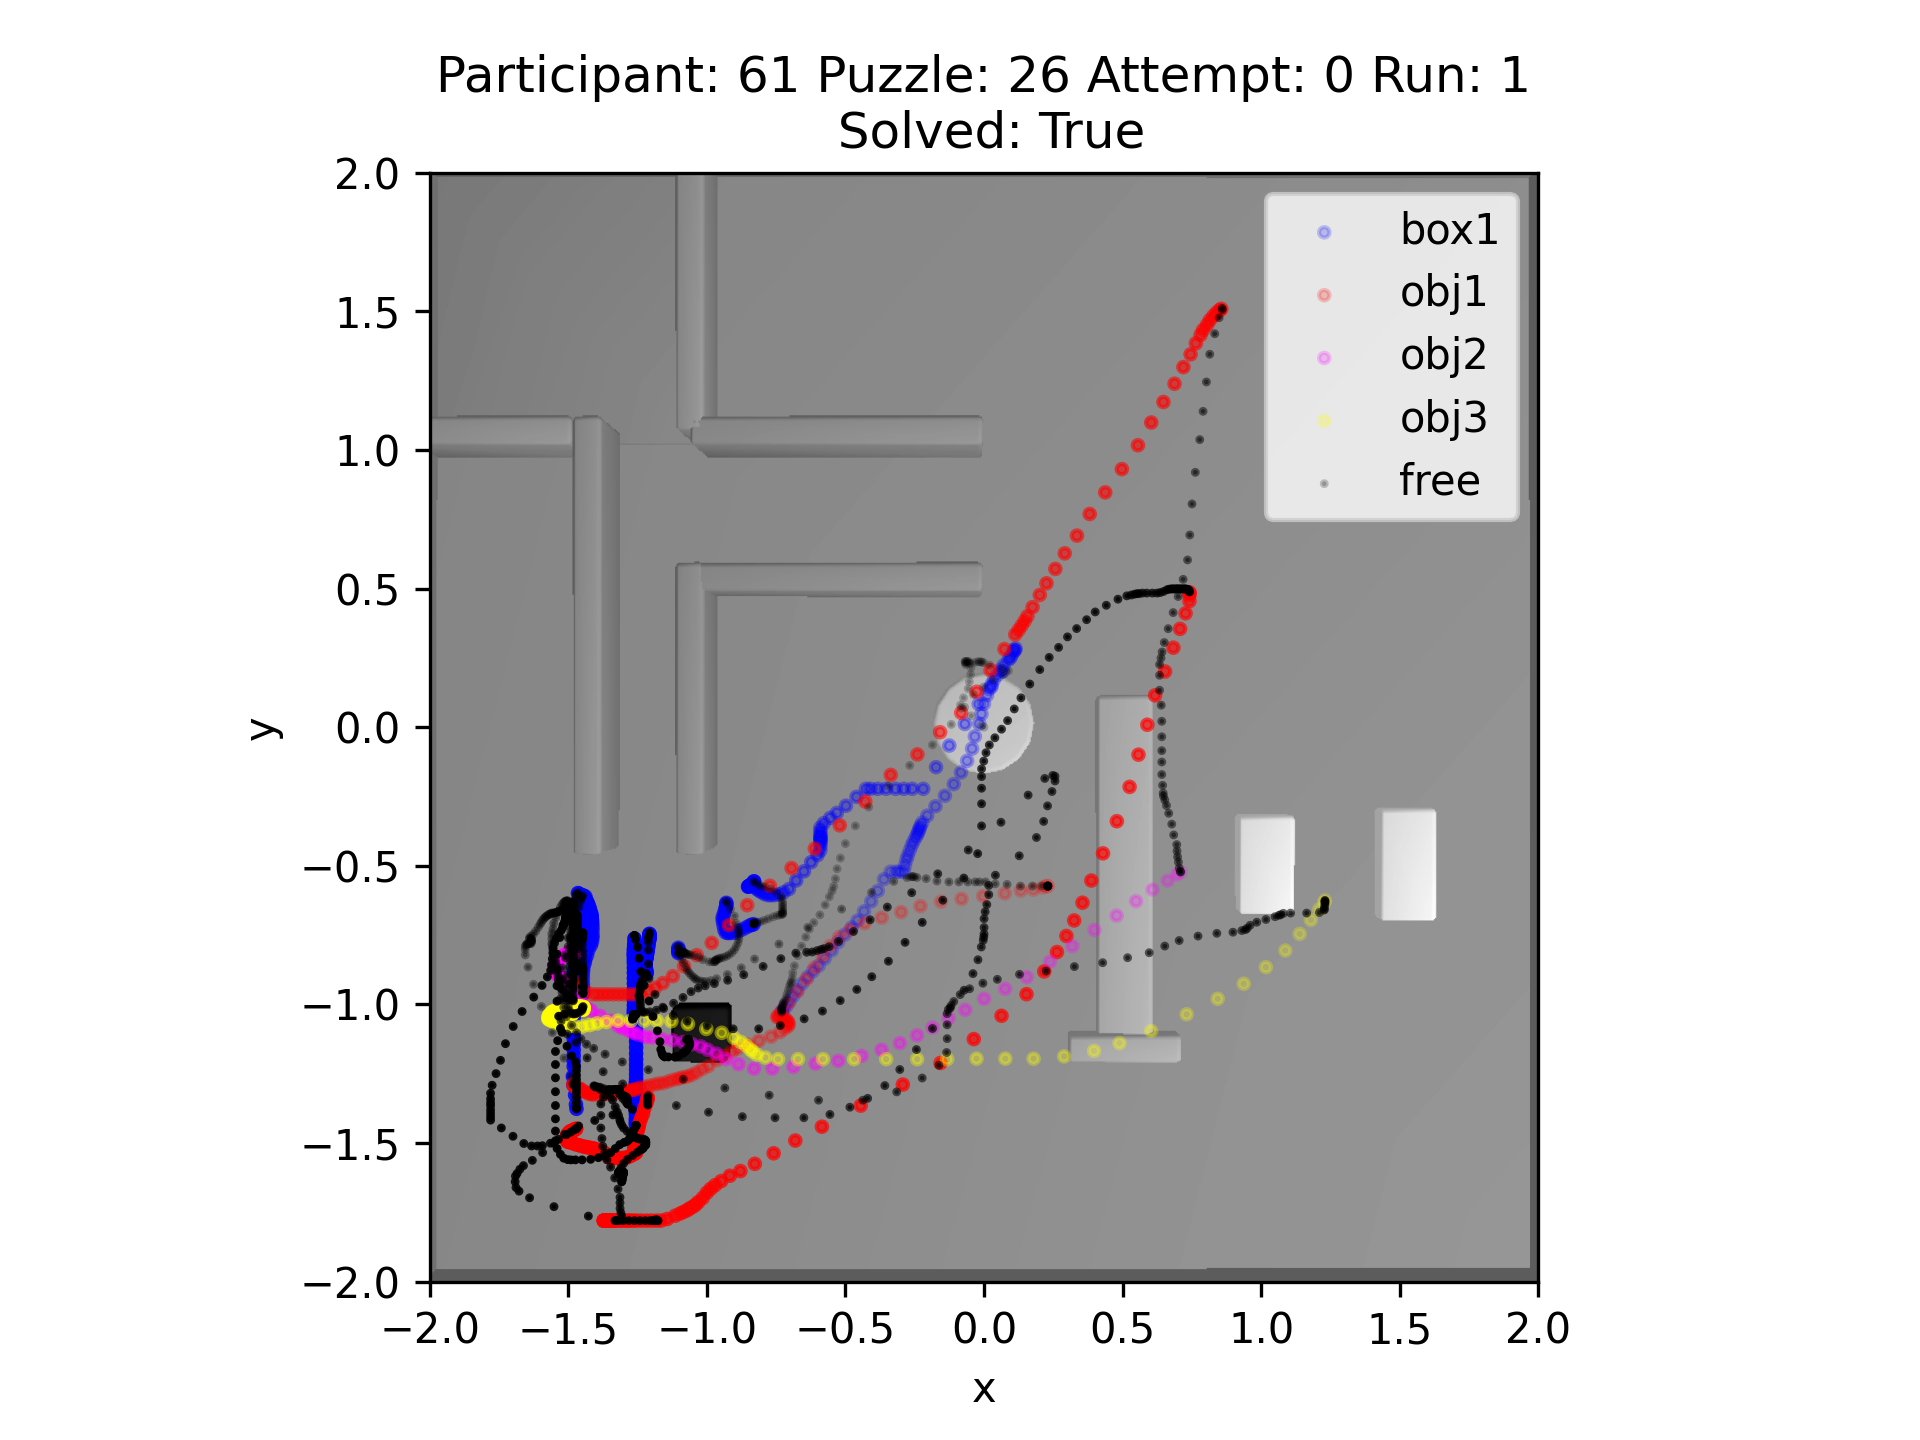 Participant: 61 Puzzle: 26 Attempt: 0 Run: 1
Solved: True
2.0
1.5
1.0
0.5
0.0
−0.5
−1.0
−1.5
−2.0
y
box1
obj1
obj2
obj3
free
−2.0 −1.5 −1.0 −0.5 0.0 0.5 1.0 1.5 2.0
x